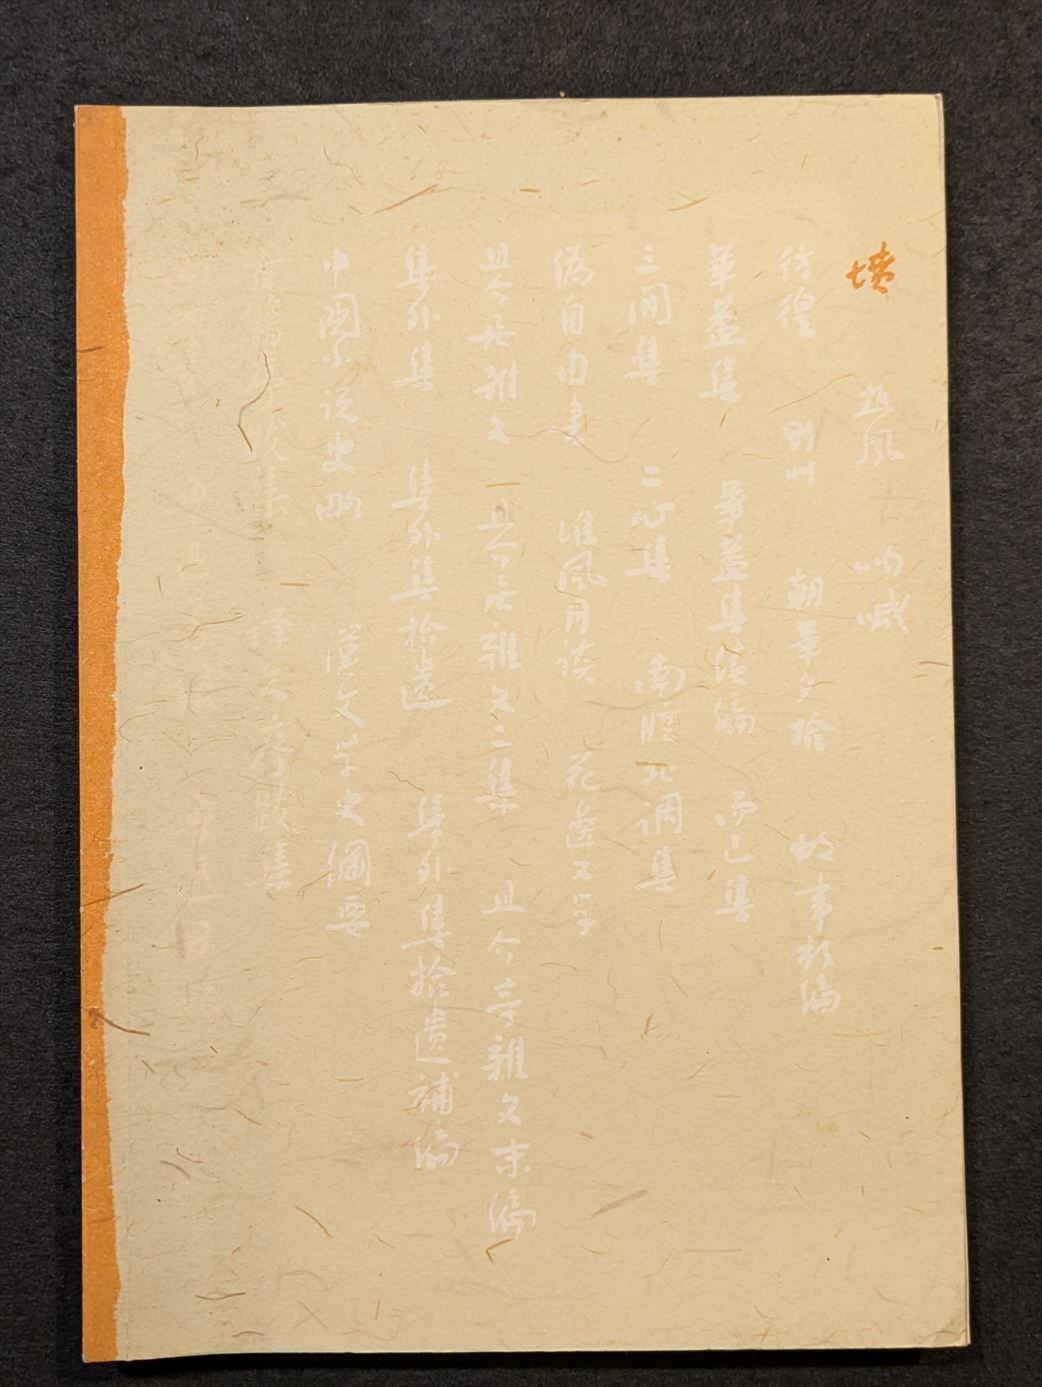 墳 熱風 吶喊
彷徨 野草 朝華夕拾 故事新編
華蓋集 華蓋集續編 而已集
三閒集 二心集 南腔北調集
偽自由書 准風月談 花邊文學
且介亭雜文 且介亭雜文二集 且介亭雜文末編
集外集 集外集拾遺 集外集拾遺補編
中國小說史略 漢文學史綱要
古籍序跋集 譯文序跋集